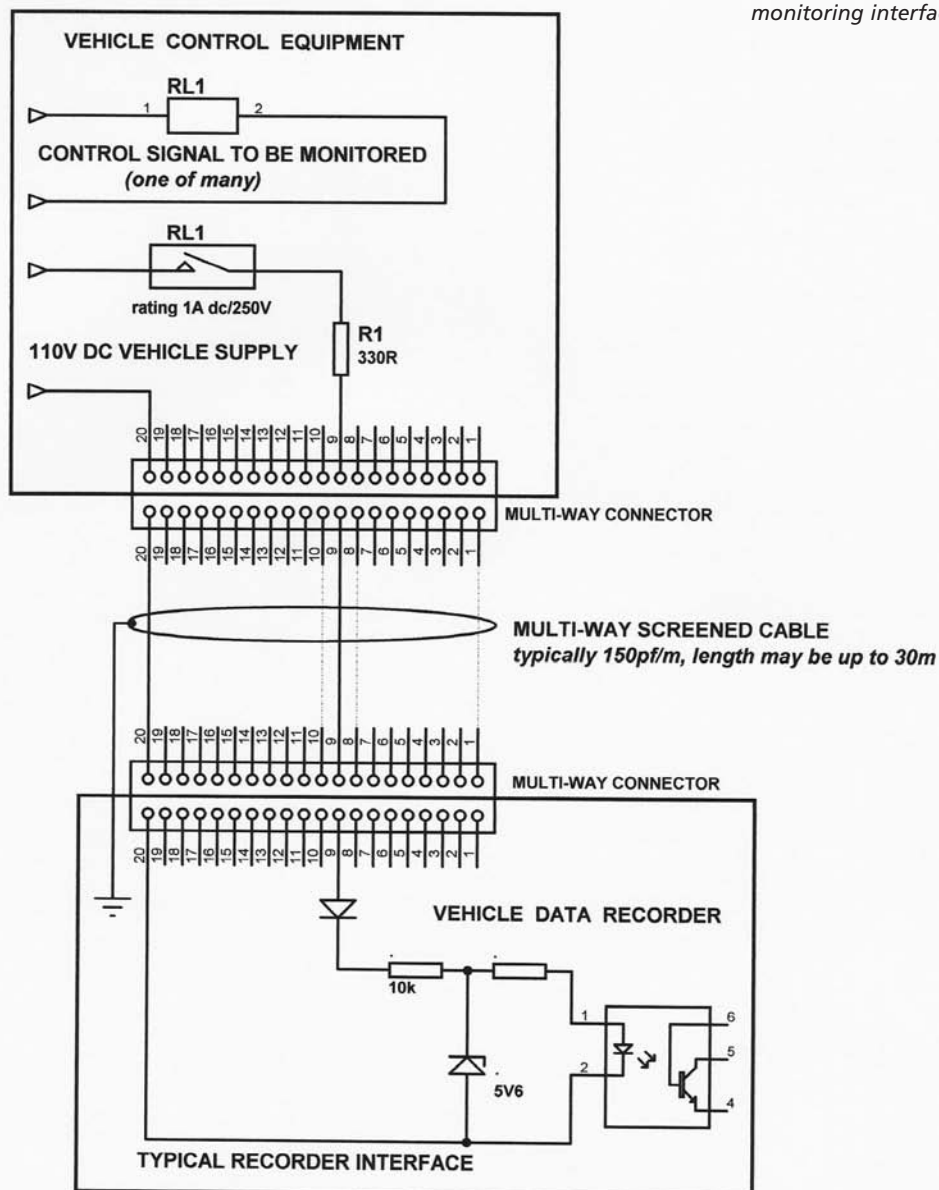 monitoring interfa
VEHICLE CONTROL EQUIPMENT
RL1
1 2
CONTROL SIGNAL TO BE MONITORED
(one of many)
RL1
rating 1A dc/250V
R1
330R
110V DC VEHICLE SUPPLY
20 19 18 17 16 15 14 13 12 11 10 9 8 7 6 5 4 3 2 1
MULTI-WAY CONNECTOR
20 19 18 17 16 15 14 13 12 11 10 9 8 7 6 5 4 3 2 1
MULTI-WAY SCREENED CABLE
typically 150pf/m, length may be up to 30m
20 19 18 17 16 15 14 13 12 11 10 9 8 7 6 5 4 3 2 1
MULTI-WAY CONNECTOR
20 19 18 17 16 15 14 13 12 11 10 9 8 7 6 5 4 3 2 1
VEHICLE DATA RECORDER
10k
1
6
5
2
5V6
4
TYPICAL RECORDER INTERFACE